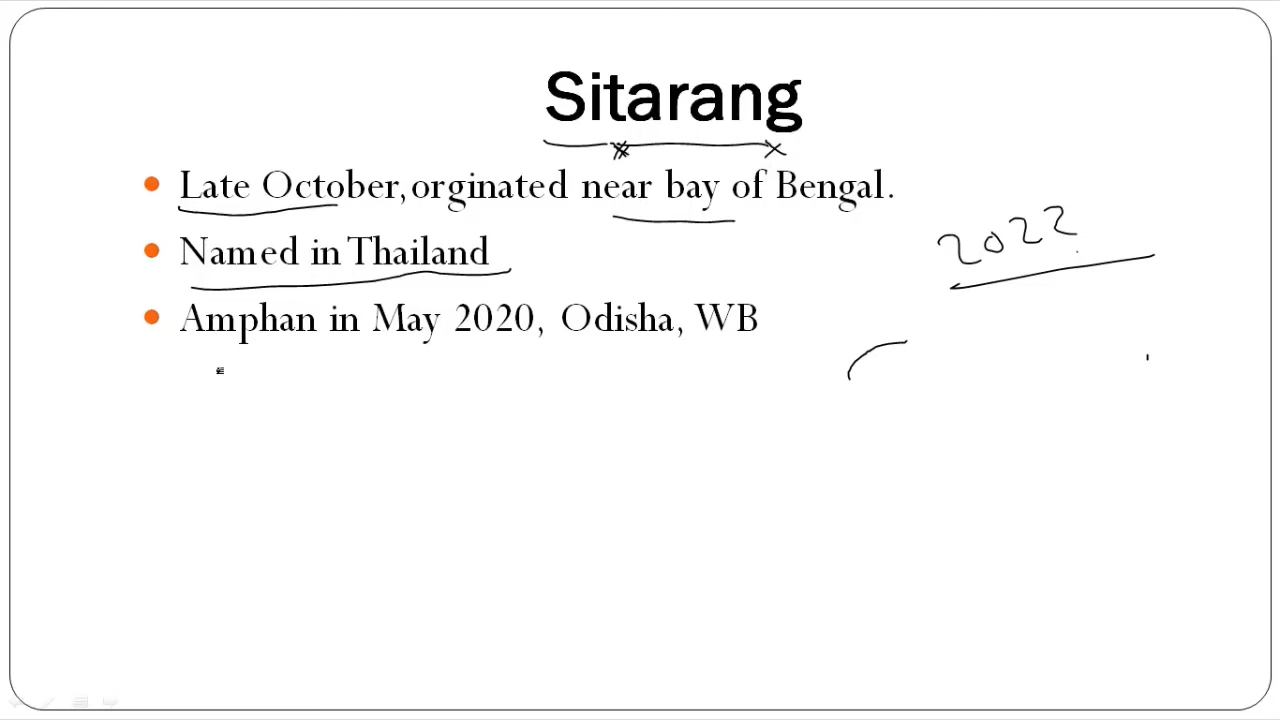 Sitarang
Late October,orginated near bay of Bengal.
2022
Named in Thailand
Amphan in May 2020, Odisha, WB